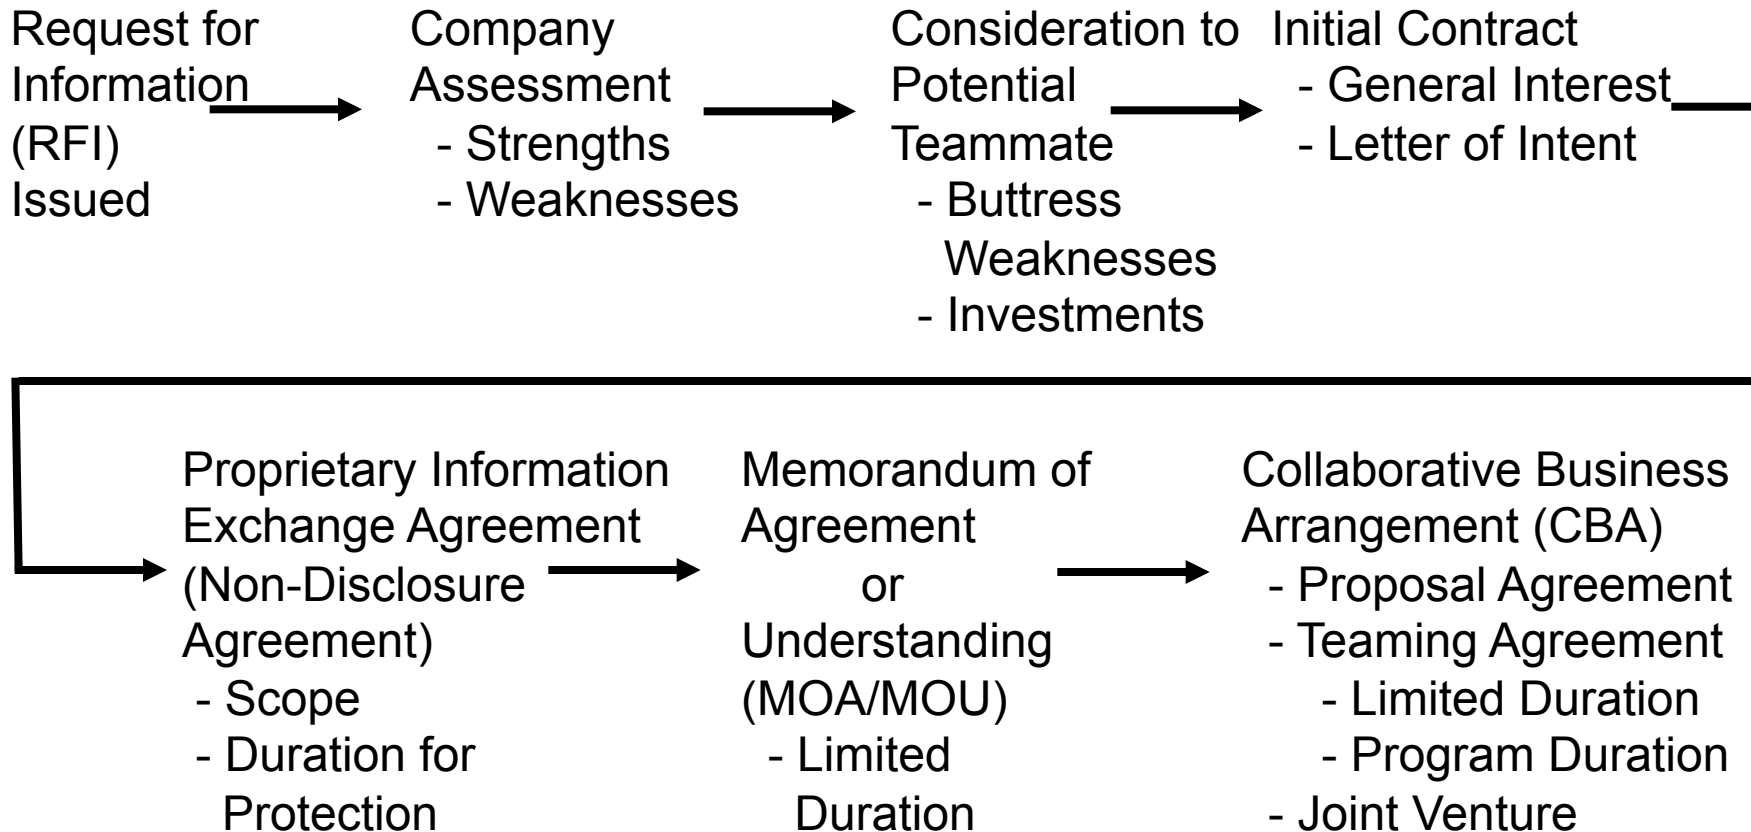 Request for
Information
(RFI)
Issued
Company
Assessment
- Strengths
- Weaknesses
Consideration to
Potential
Teammate
- Buttress
Weaknesses
- Investments
Initial Contract
- General Interest
- Letter of Intent
Proprietary Information
Exchange Agreement
(Non-Disclosure
Agreement)
- Scope
- Duration for
Protection
Memorandum of
Agreement
or
Understanding
(MOA/MOU)
- Limited
Duration
Collaborative Business
Arrangement (CBA)
- Proposal Agreement
- Teaming Agreement
- Limited Duration
- Program Duration
- Joint Venture